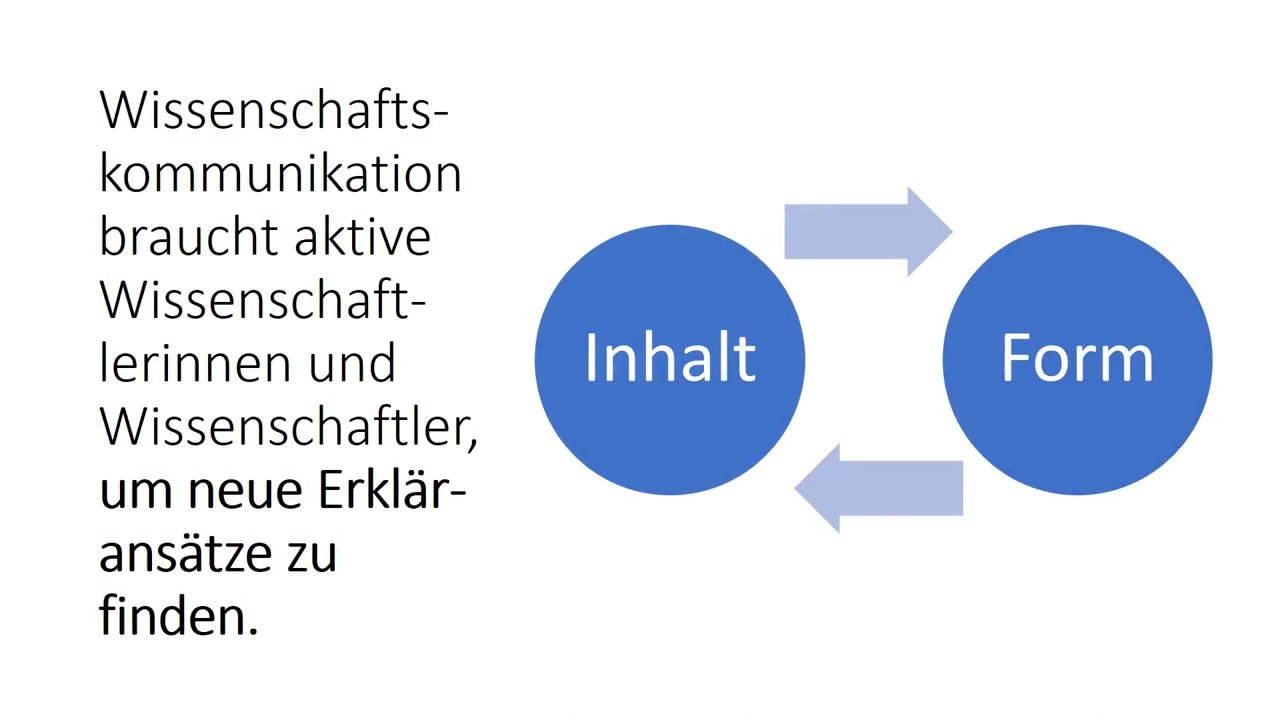 Wissenschafts-
kommunikation
braucht aktive
Wissenschaft-
lerinnen und
Wissenschaftler,
um neue Erklär-
ansätze zu
finden.
Inhalt
Form